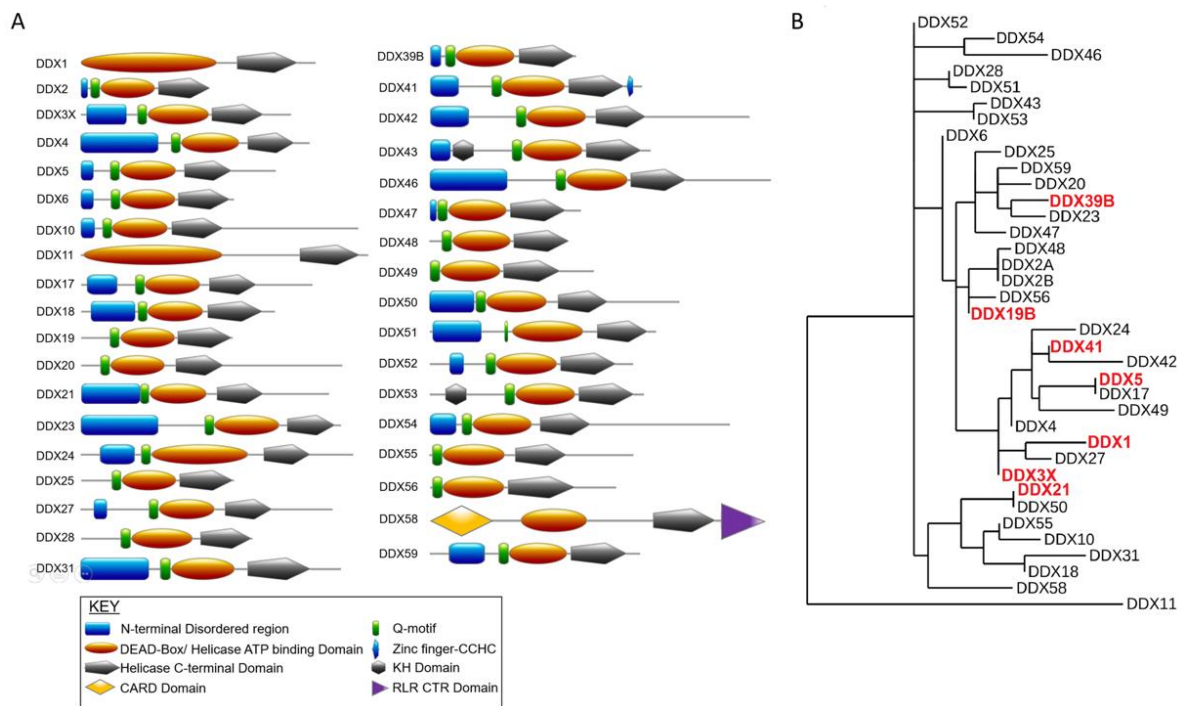 A
DDX1
DDX2
DDX3X
DDX4
DDX5
DDX6
DDX10
DDX11
DDX17
DDX18
DDX19
DDX20
DDX21
DDX23
DDX24
DDX25
DDX27
DDX28
DDX31
DDX39B
DDX41
DDX42
DDX43
DDX46
DDX47
DDX48
DDX49
DDX50
DDX51
DDX52
DDX53
DDX54
DDX55
DDX56
DDX58
DDX59
KEY
N-terminal Disordered region
DEAD-Box/ Helicase ATP binding Domain
Helicase C-terminal Domain
CARD Domain
Q-motif
Zinc finger-CCHC
KH Domain
RLR CTR Domain
B
DDX52
DDX54
DDX46
DDX28
DDX51
DDX43
DDX53
DDX6
DDX25
DDX59
DDX20
DDX39B
DDX23
DDX47
DDX48
DDX2A
DDX2B
DDX56
DDX19B
DDX24
DDX41
DDX42
DDX5
DDX17
DDX49
DDX4
DDX1
DDX27
DDX3X
DDX21
DDX50
DDX55
DDX10
DDX31
DDX18
DDX58
DDX11